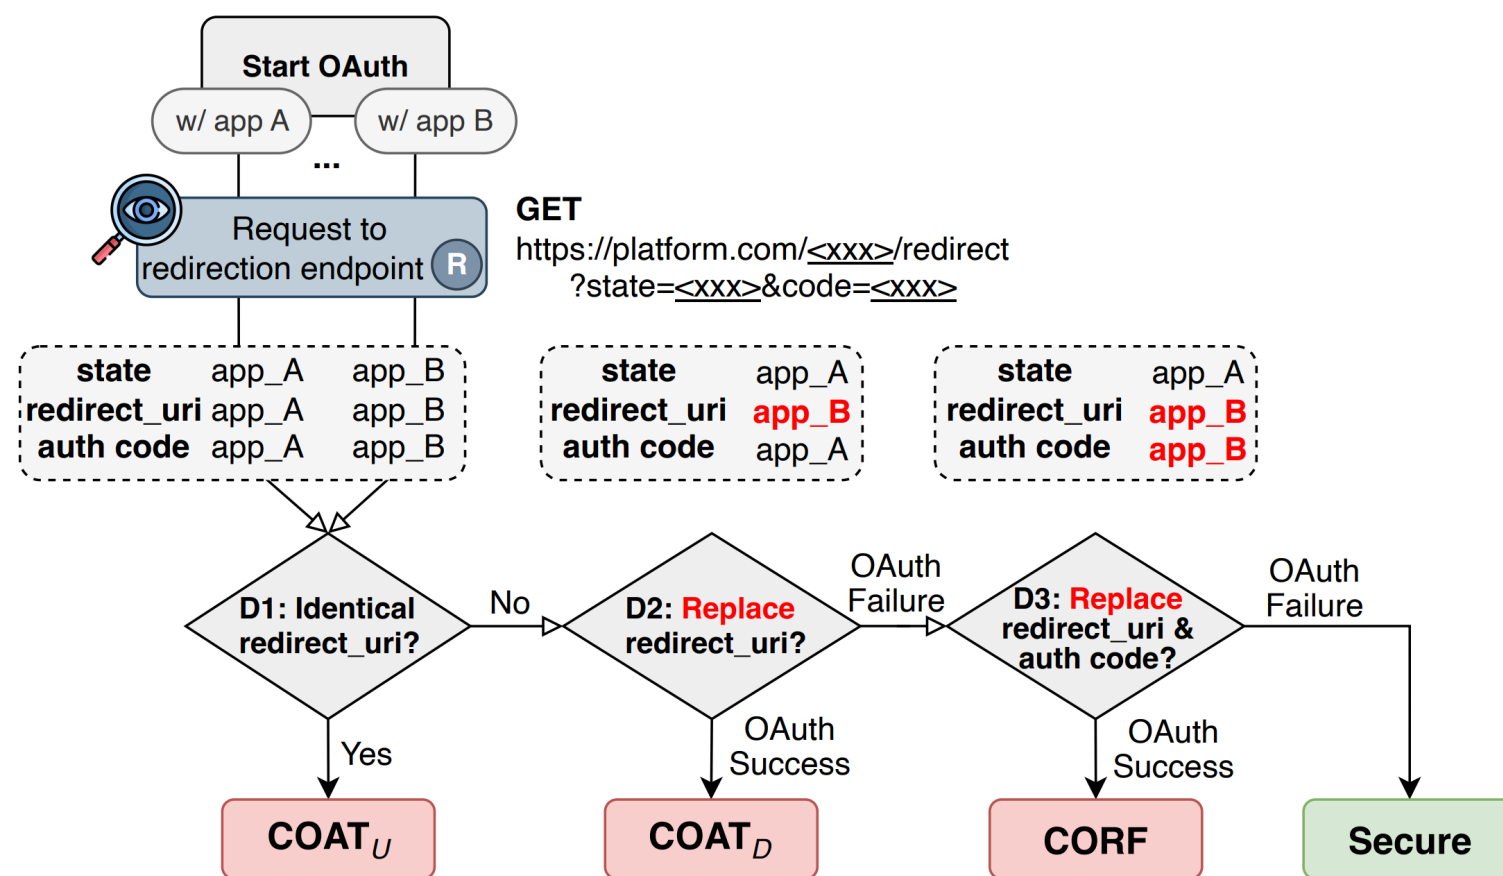 Start OAuth
w/ app A
w/ app B
...
Request to
redirection endpoint
R
GET
https://platform.com/<xxx>/redirect
?state=<xxx>&code=<xxx>
state app_A app_B
redirect_uri app_A app_B
auth code app_A app_B
state app_A
redirect_uri app_B
auth code app_A
state app_A
redirect_uri app_B
auth code app_B
D1: Identical
redirect_uri?
No
D2: Replace
redirect_uri?
OAuth
Failure
D3: Replace
redirect_uri &
auth code?
OAuth
Failure
Yes
OAuth
Success
OAuth
Success
COAT_U
COAT_D
CORF
Secure